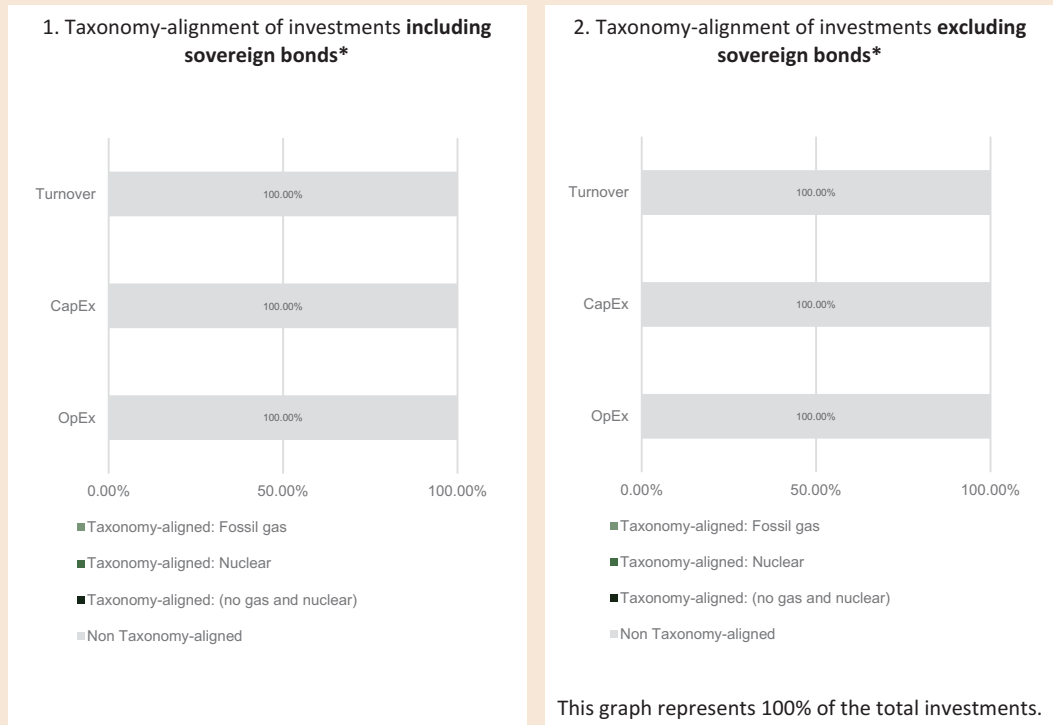 1. Taxonomy-alignment of investments including
sovereign bonds*
Turnover
100.00%
CapEx
100.00%
OpEx
100.00%
0.00% 50.00% 100.00%
Taxonomy-aligned: Fossil gas
Taxonomy-aligned: Nuclear
Taxonomy-aligned: (no gas and nuclear)
Non Taxonomy-aligned
2. Taxonomy-alignment of investments excluding
sovereign bonds*
Turnover
100.00%
CapEx
100.00%
OpEx
100.00%
0.00% 50.00% 100.00%
Taxonomy-aligned: Fossil gas
Taxonomy-aligned: Nuclear
Taxonomy-aligned: (no gas and nuclear)
Non Taxonomy-aligned
This graph represents 100% of the total investments.